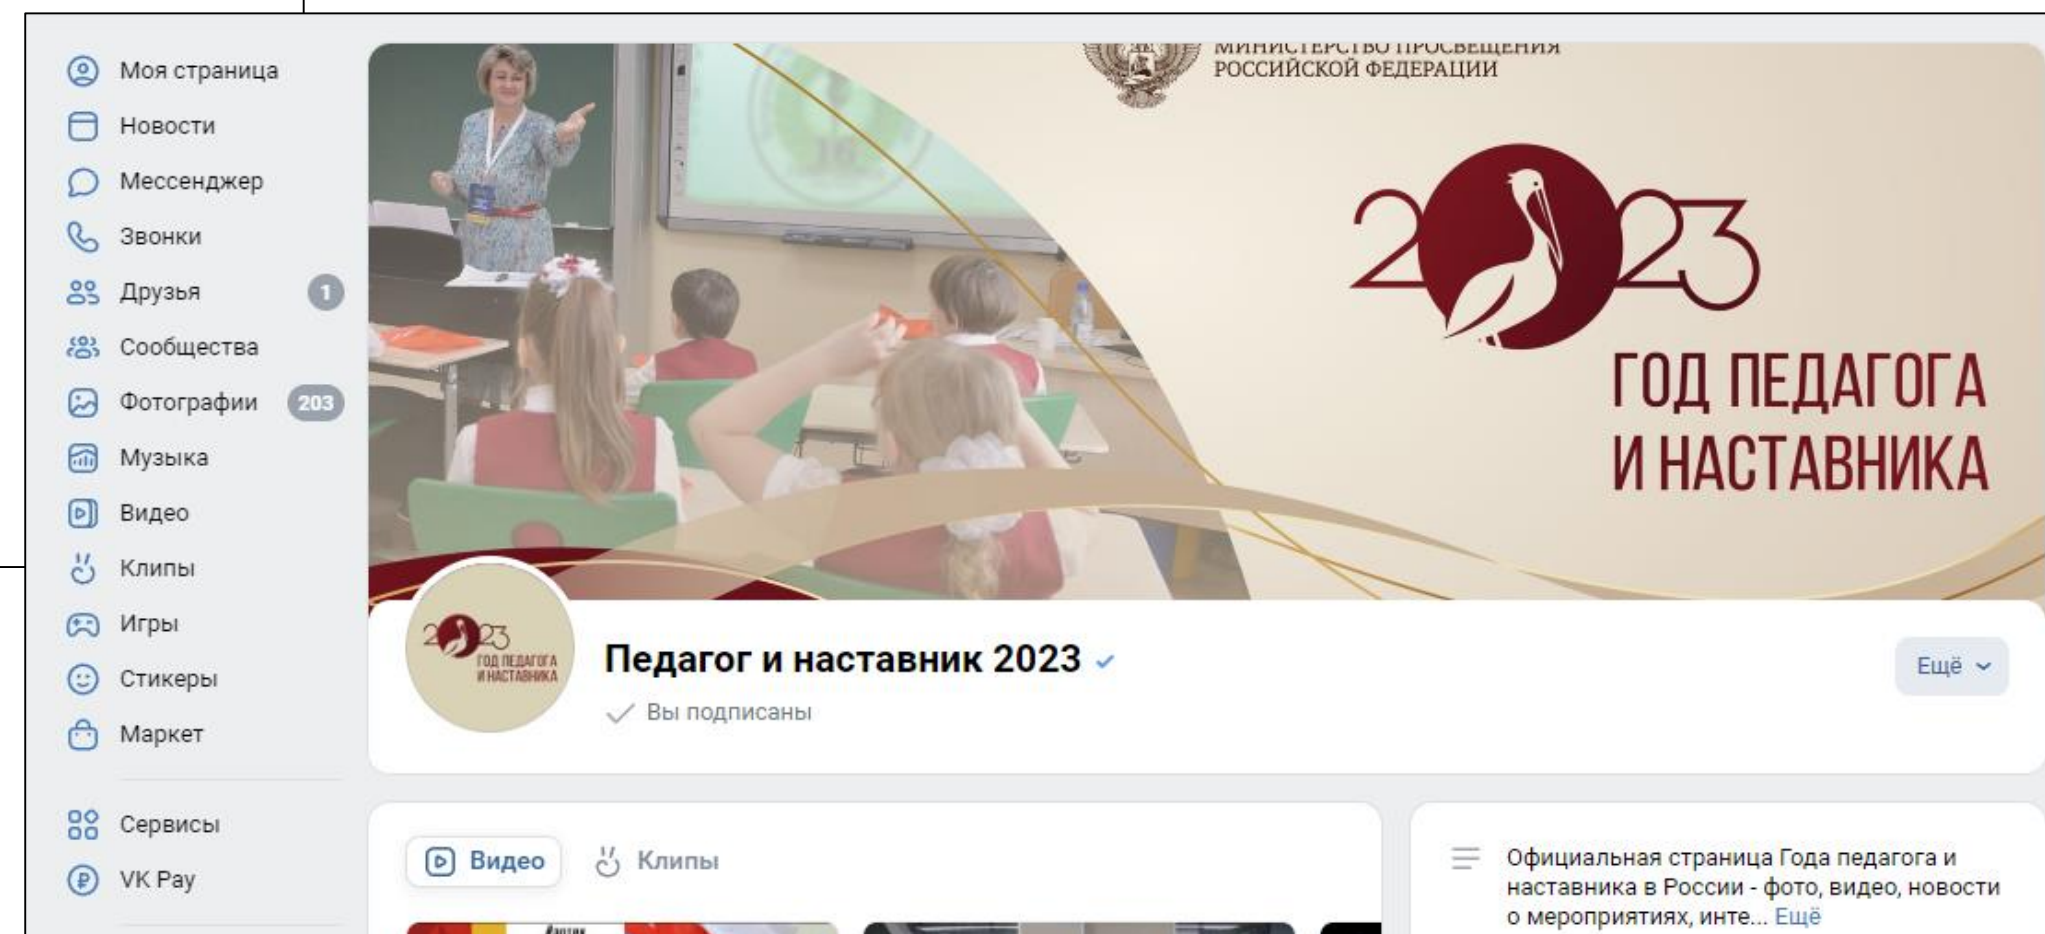 Моя страница
Новости
Мессенджер
Звонки
Друзья 1
Сообщества
Фотографии 203
Музыка
Видео
Клипы
Игры
Стикеры
Маркет
Сервисы
VK Pay
МИНИСТЕРСТВО ПРОСВЕЩЕНИЯ
РОССИЙСКОЙ ФЕДЕРАЦИИ
2023
ГОД ПЕДАГОГА
И НАСТАВНИКА
2023
ГОД ПЕДАГОГА
И НАСТАВНИКА
Педагог и наставник 2023
Вы подписаны
Ещё
Видео Клипы
Официальная страница Года педагога и
наставника в России - фото, видео, новости
о мероприятиях, инте... Ещё